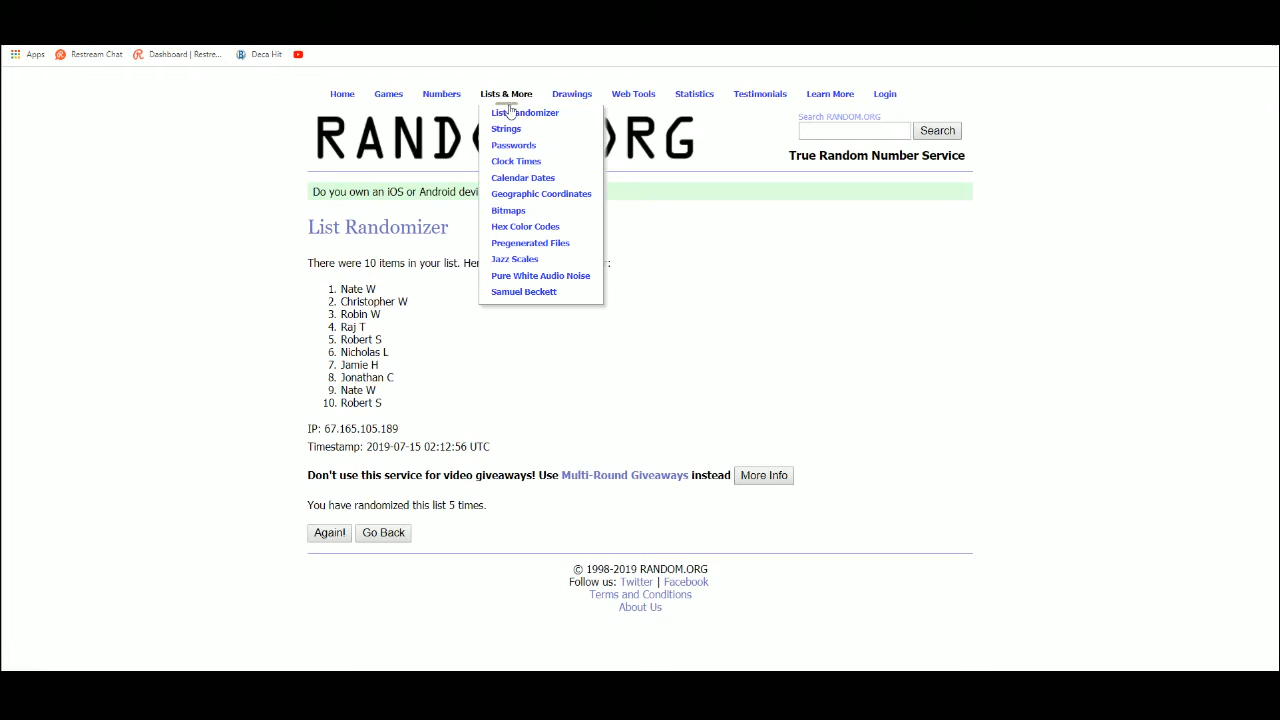 Apps Restream Chat Dashboard | Restre... Deca Hit
Home Games Numbers Lists & More Drawings Web Tools Statistics Testimonials Learn More Login
List Randomizer
Strings
Passwords
Clock Times
Calendar Dates
Geographic Coordinates
Bitmaps
Hex Color Codes
Pregenerated Files
Jazz Scales
Pure White Audio Noise
Samuel Beckett
Search RANDOM.ORG
Search
True Random Number Service
Do you own an iOS or Android
List Randomizer
There were 10 items in your list.
1. Nate W
2. Christopher W
3. Robin W
4. Raj T
5. Robert S
6. Nicholas L
7. Jamie H
8. Jonathan C
9. Nate W
10. Robert S
IP: 67.165.105.189
Timestamp: 2019-07-15 02:12:56 UTC
Don't use this service for video giveaways! Use Multi-Round Giveaways instead More Info
You have randomized this list 5 times.
Again! Go Back
© 1998-2019 RANDOM.ORG
Follow us: Twitter | Facebook
Terms and Conditions
About Us